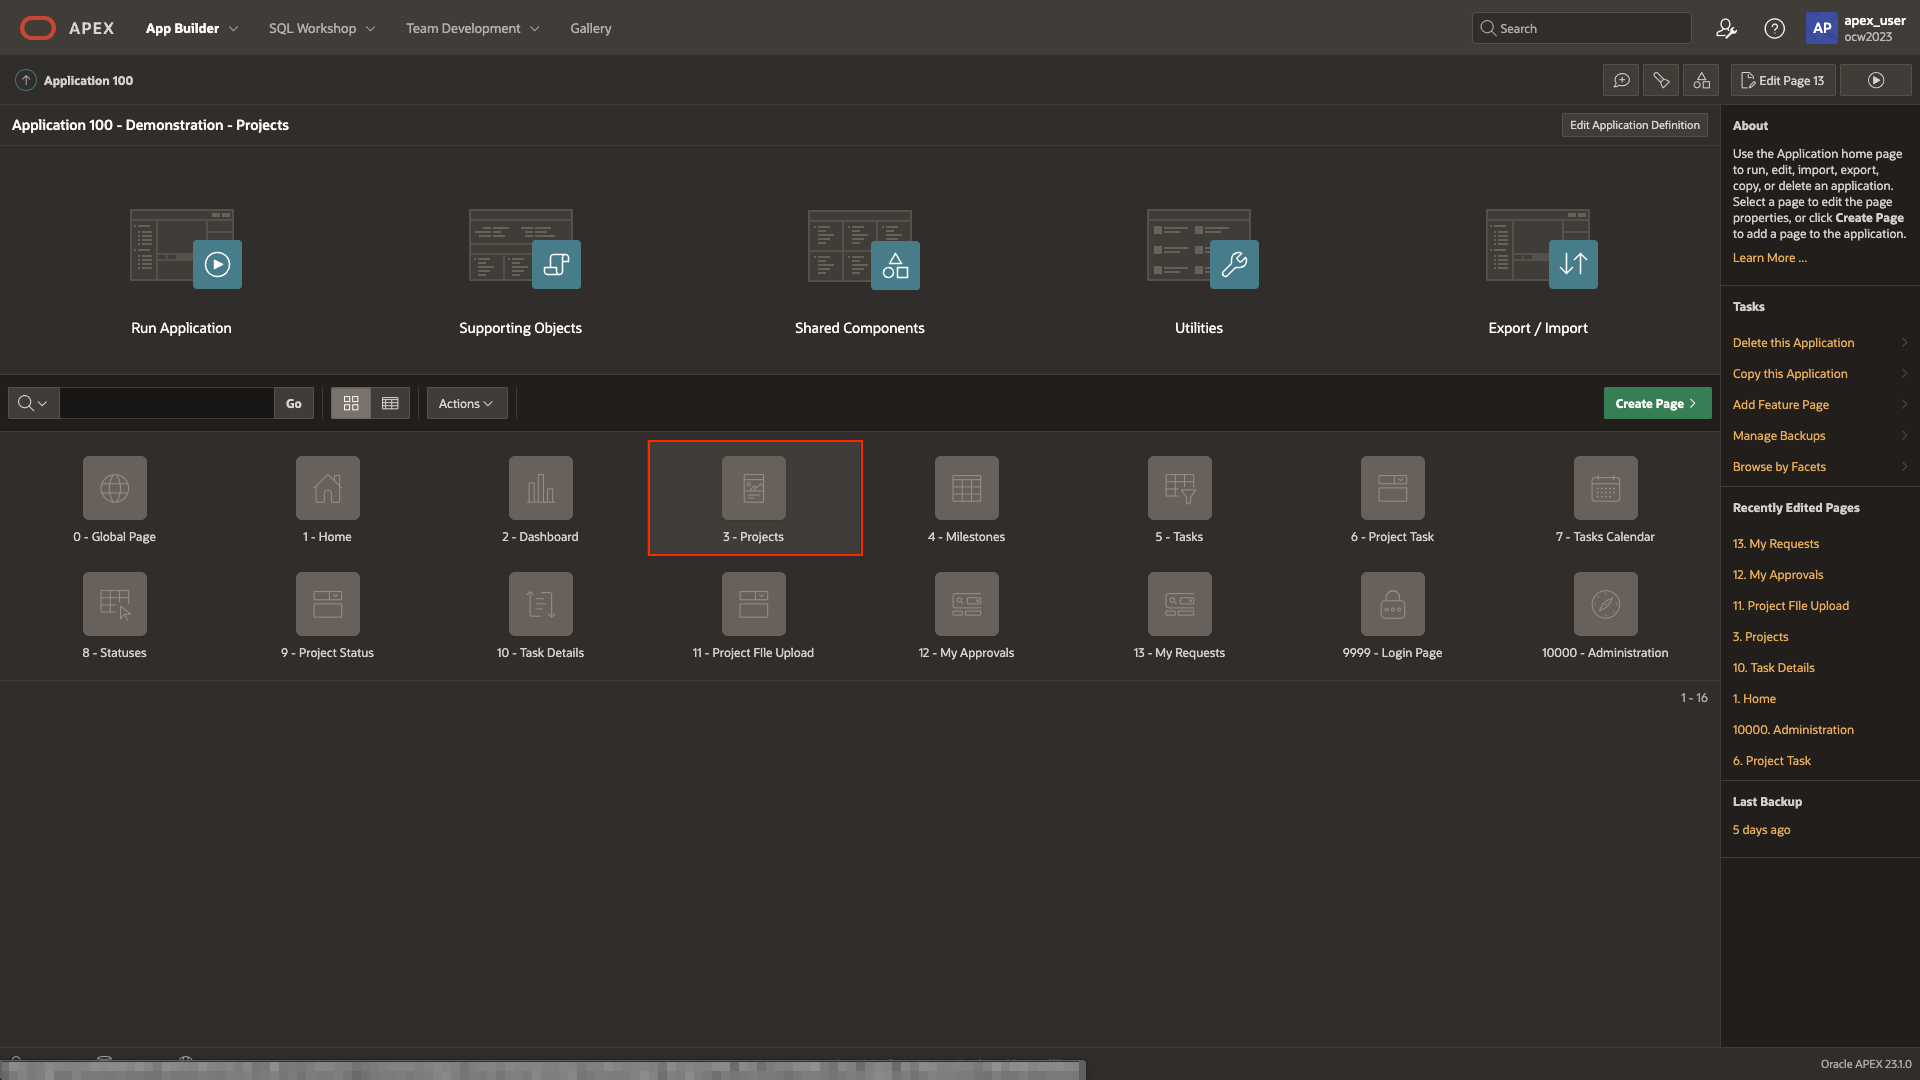 APEX
App Builder
SQL Workshop
Team Development
Gallery
Search
AP
apex_user
ocw2023
Application 100
Edit Page 13
Application 100 - Demonstration - Projects
Edit Application Definition
Run Application
Supporting Objects
Shared Components
Utilities
Export / Import
Go
Actions
Create Page
0 - Global Page
1 - Home
2 - Dashboard
3 - Projects
4 - Milestones
5 - Tasks
6 - Project Task
7 - Tasks Calendar
8 - Statuses
9 - Project Status
10 - Task Details
11 - Project FIle Upload
12 - My Approvals
13 - My Requests
9999 - Login Page
10000 - Administration
1 - 16
About
Use the Application home page
to run, edit, import, export,
copy, or delete an application.
Select a page to edit the page
properties, or click Create Page
to add a page to the application.
Learn More ...
Tasks
Delete this Application
Copy this Application
Add Feature Page
Manage Backups
Browse by Facets
Recently Edited Pages
13. My Requests
12. My Approvals
11. Project FIle Upload
3. Projects
10. Task Details
1. Home
10000. Administration
6. Project Task
Last Backup
5 days ago
Oracle APEX 23.1.0